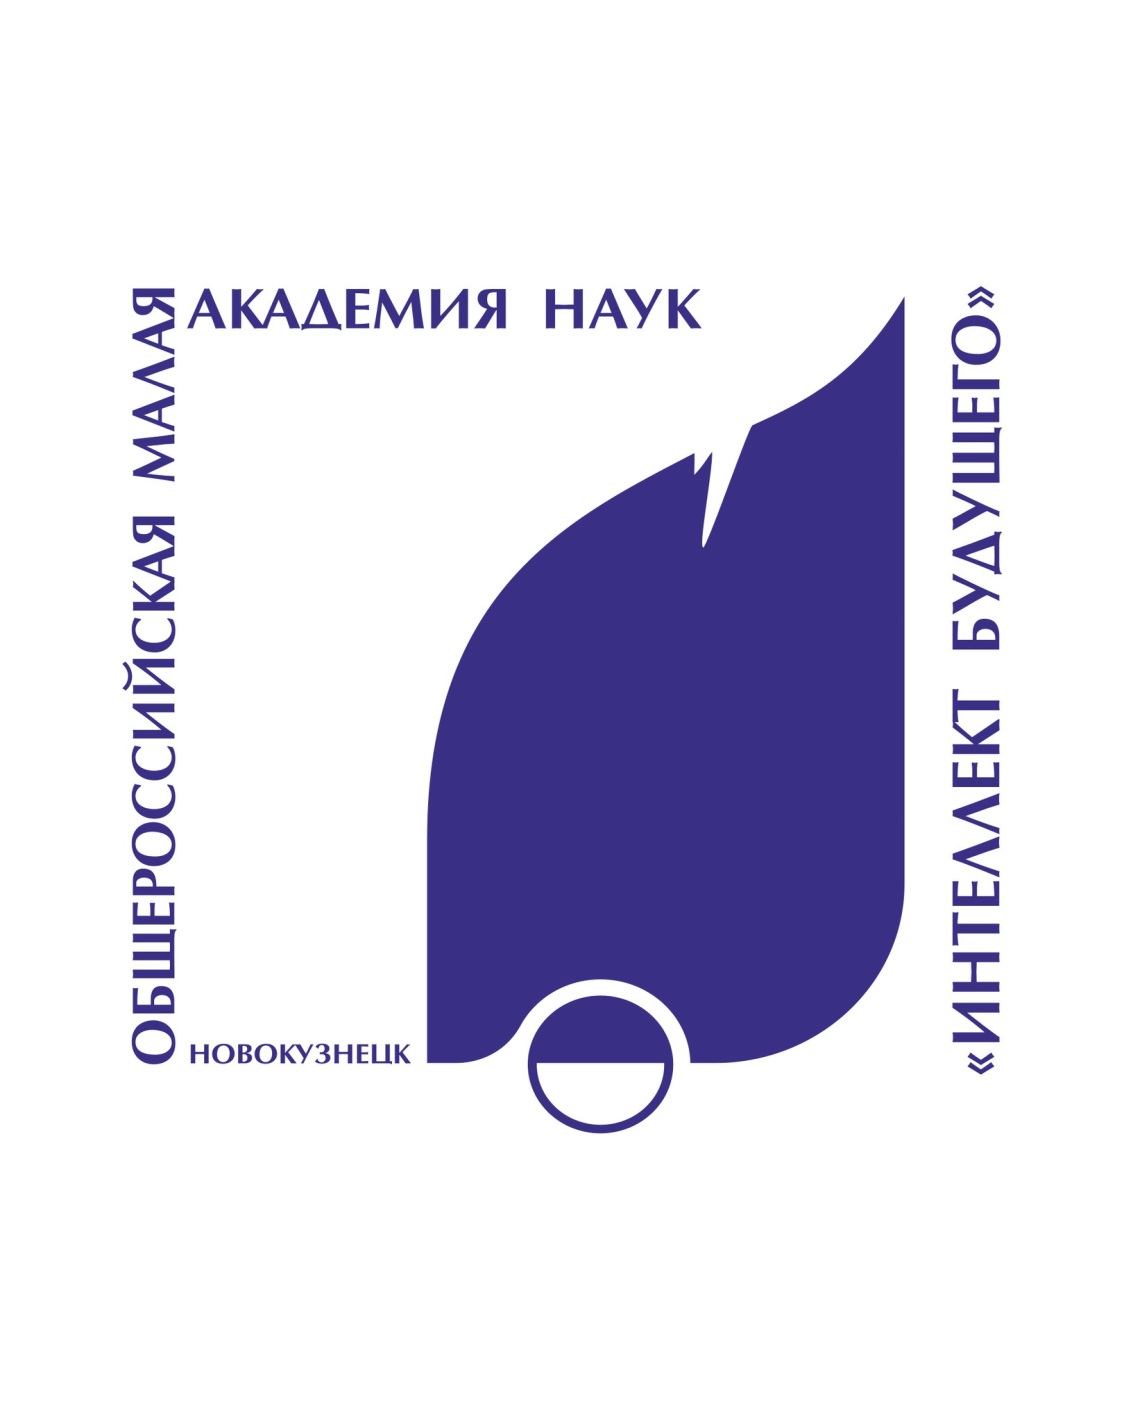 ОБЩЕРОССИЙСКАЯ МАЛАЯ
АКАДЕМИЯ НАУК
«ИНТЕЛЛЕКТ БУДУЩЕГО»
НОВОКУЗНЕЦК